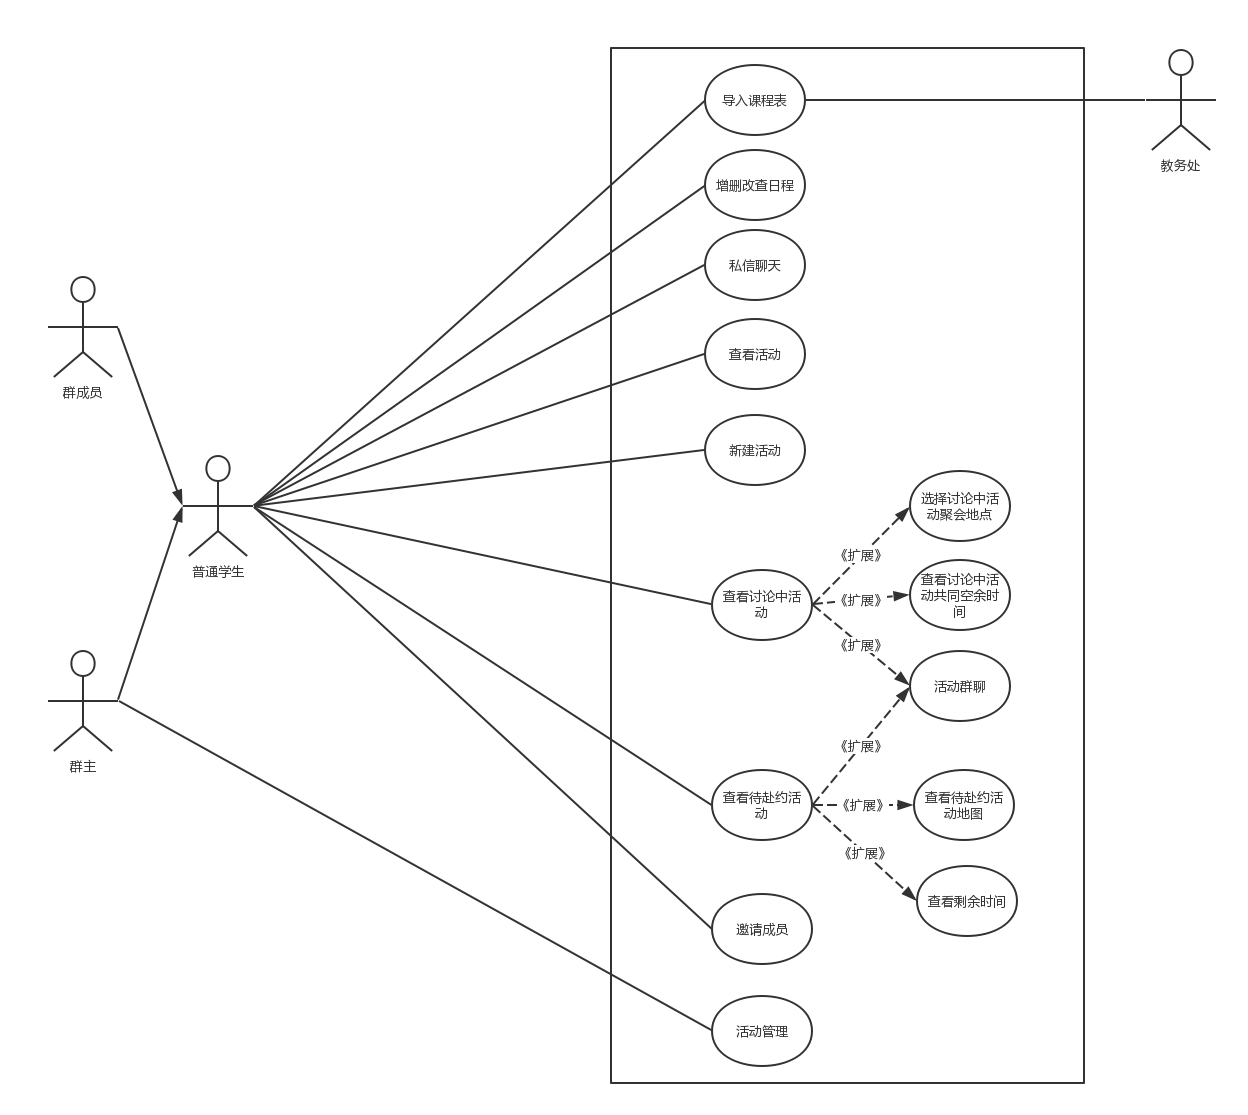 导入课程表
教务处
增删改查日程
私信聊天
群成员
查看活动
新建活动
普通学生
选择讨论中活
动聚会地点
《扩展》
查看讨论中活
动
《扩展》
查看讨论中活
动共同空余时
间
《扩展》
活动群聊
群主
《扩展》
查看待赴约活
动
《扩展》
查看待赴约活
动地图
《扩展》
查看剩余时间
邀请成员
活动管理